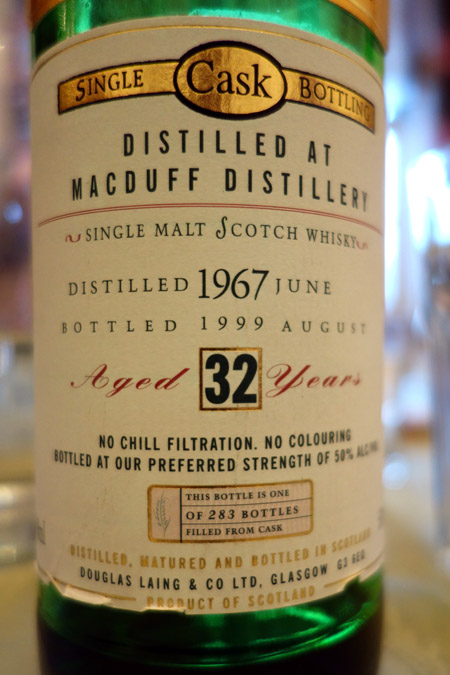 SINGLE Cask BOTTLING
DISTILLED AT
MACDUFF DISTILLERY
SINGLE MALT SCOTCH WHISKY
DISTILLED 1967 JUNE
BOTTLED 1999 AUGUST
Aged 32 Years
NO CHILL FILTRATION. NO COLOURING
BOTTLED AT OUR PREFERRED STRENGTH OF 50%
THIS BOTTLE IS ONE
OF 283 BOTTLES
FILLED FROM CASK
DISTILLED, MATURED AND BOTTLED IN SCOTLAND
DOUGLAS LAING & CO LTD, GLASGOW G3
PRODUCT OF SCOTLAND